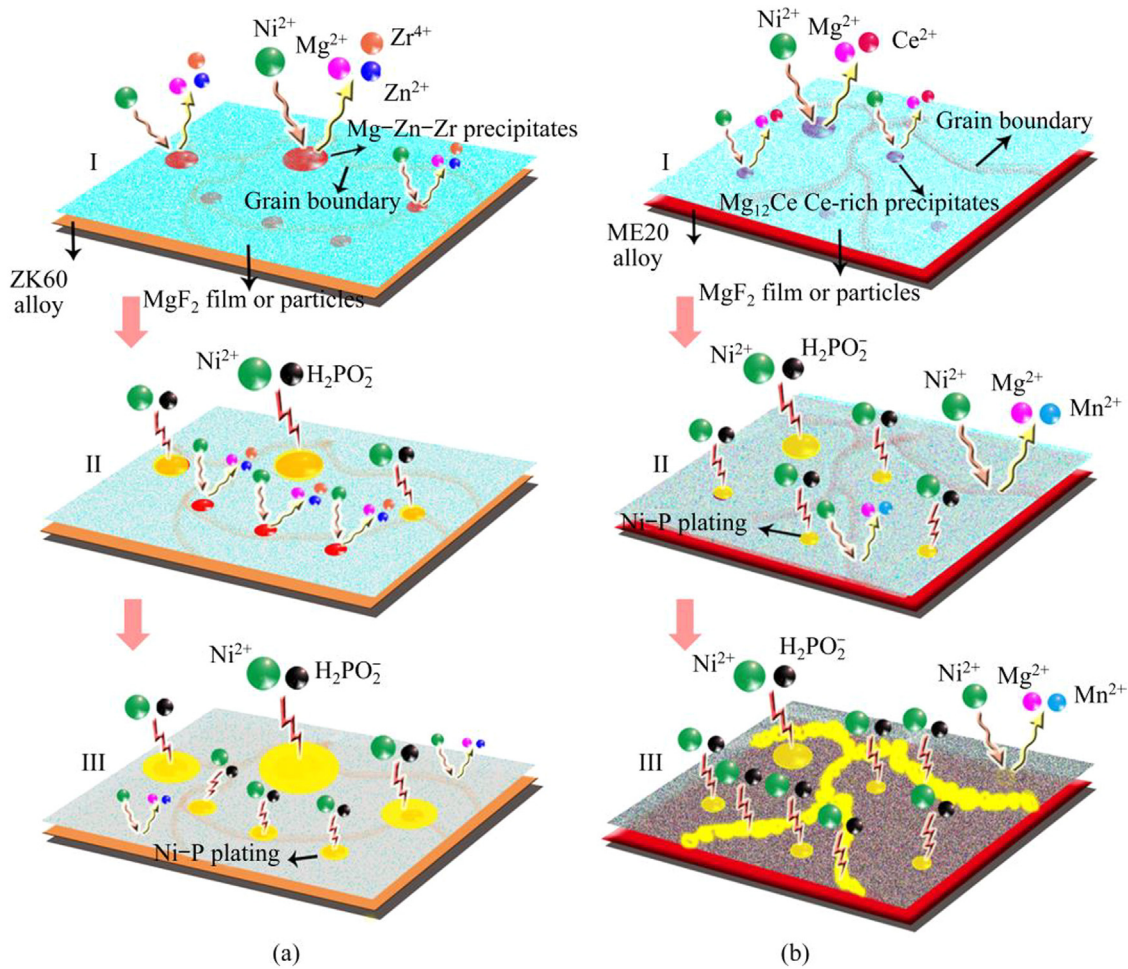 Ni²⁺
Mg²⁺
Zr⁴⁺
Zn²⁺
Mg−Zn−Zr precipitates
I
Grain boundary
ZK60
alloy
MgF₂ film or particles
Ni²⁺
H₂PO₂⁻
II
Ni²⁺
H₂PO₂⁻
III
Ni−P plating
(a)
Ni²⁺
Mg²⁺
Ce²⁺
Grain boundary
I
Mg₁₂Ce Ce-rich precipitates
ME20
alloy
MgF₂ film or particles
Ni²⁺
H₂PO₂⁻
Ni²⁺
Mg²⁺
Mn²⁺
II
Ni−P plating
Ni²⁺
H₂PO₂⁻
Ni²⁺
Mg²⁺
Mn²⁺
III
(b)